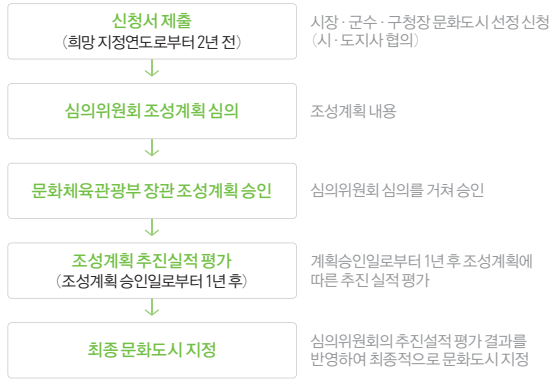 신청서 제출
(희망 지정연도로부터 2년 전)
시장·군수·구청장 문화도시 선정 신청
(시·도지사 협의)
심의위원회 조성계획 심의
조성계획 내용
문화체육관광부 장관 조성계획 승인
심의위원회 심의를 거쳐 승인
조성계획 추진실적 평가
(조성계획 승인일로부터 1년 후)
계획승인일로부터 1년 후 조성계획에
따른 추진 실적 평가
최종 문화도시 지정
심의위원회의 추진설적 평가 결과를
반영하여 최종적으로 문화도시 지정